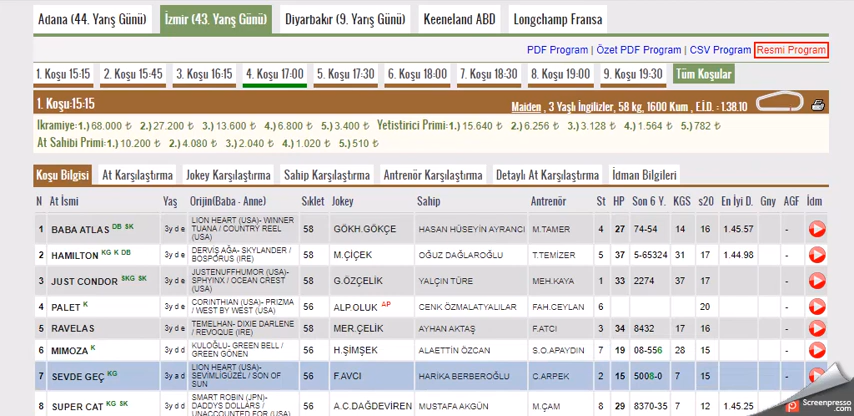 Adana (44. Yarış Günü) İzmir (43. Yarış Günü) Diyarbakir (9. Yarış Günü) Keeneland ABD Longchamp Fransa
PDF Program | Özet PDF Program | CSV Program Resmi Program
1. Koşu 15:15 2. Koşu 15:45 3. Koşu 16:15 4. Koşu 17:00 5. Koşu 17:30 6. Koşu 18:00 7. Koşu 18:30 8. Koşu 19:00 9. Koşu 19:30 Tüm Koşular
1. Koşu:15:15 Maiden , 3 Yaşlı İngilizler, 58 kg, 1600 Kum , E.İ.D. : 1.38.10
Ikramiye:1.) 68.000 ₺ 2.) 27.200 ₺ 3.) 13.600 ₺ 4.) 6.800 ₺ 5.) 3.400 ₺ Yetistirici Primi:1.) 15.640 ₺ 2.) 6.256 ₺ 3.) 3.128 ₺ 4.) 1.564 ₺ 5.) 782 ₺
At Sahibi Primi:1.) 10.200 ₺ 2.) 4.080 ₺ 3.) 2.040 ₺ 4.) 1.020 ₺ 5.) 510 ₺
Koşu Bilgisi At Karşılaştırma Jokey Karşılaştırma Sahip Karşılaştırma Antrenör Karşılaştırma Detaylı At Karşılaştırma İdman Bilgileri
N At İsmi Yaş Orijin(Baba - Anne) Sıklet Jokey Sahip Antrenör St HP Son 6 Y. KGS s20 En İyi D. Gny AGF İdm
1 BABA ATLAS DB SK 3y d e LION HEART (USA)- WINNER TUANA / COUNTRY REEL (USA) 58 GÖKH.GÖKÇE HASAN HÜSEYİN AYRANCI M.TAMER 4 27 74-54 14 16 1.45.57 -
2 HAMILTON KG K DB 3y d e DERVİŞ AĞA- SKYLANDER / BOSPORUS (IRE) 58 M.ÇİÇEK OĞUZ DAĞLAROĞLU T.TEMİZER 5 37 5-65324 31 17 1.44.98 -
3 JUST CONDOR SKG SK 3y d e JUSTENUFFHUMOR (USA)- SPHYNX / OCEAN CREST (USA) 58 G.ÖZÇELİK YALÇIN TÜRE MEH.KAYA 1 33 2274 37 17 -
4 PALET K 3y d e CORINTHIAN (USA)- PRIZMA / WEST BY WEST (USA) 56 ALP.OLUK AP CENK ÖZMALATYALILAR FAH.CEYLAN 6 20 -
5 RAVELAS 3y d e TEMELHAN- DIXIE DARLENE / REVOQUE (IRE) 56 MER.ÇELİK AYHAN AKTAŞ F.ATCI 3 34 8432 17 16 -
6 MIMOZA K 3y a d KULOĞLU- GREEN BELL / GREEN GÖNEN 56 H.ŞİMŞEK ALAETTİN ÖZCAN S.O.APAYDIN 7 19 08-556 28 15 -
7 SEVDE GEÇ KG 3y a d LION HEART (USA)- SEVİMLİGÜZEL / SON OF SUN 56 F.AVCI HARİKA BERBEROĞLU C.ARPEK 2 15 5008-0 7 15 -
8 SUPER CAT KG SK 3y d d SMART ROBIN (JPN)- DADDYS DOLLARS / UNACCOUNTED FOR (USA) 56 A.C.DAĞDEVİREN MUSTAFA AKGÜN M.ÇAM 8 29 8370-35 7 12 1.45.25 -
Screenpresso
.com